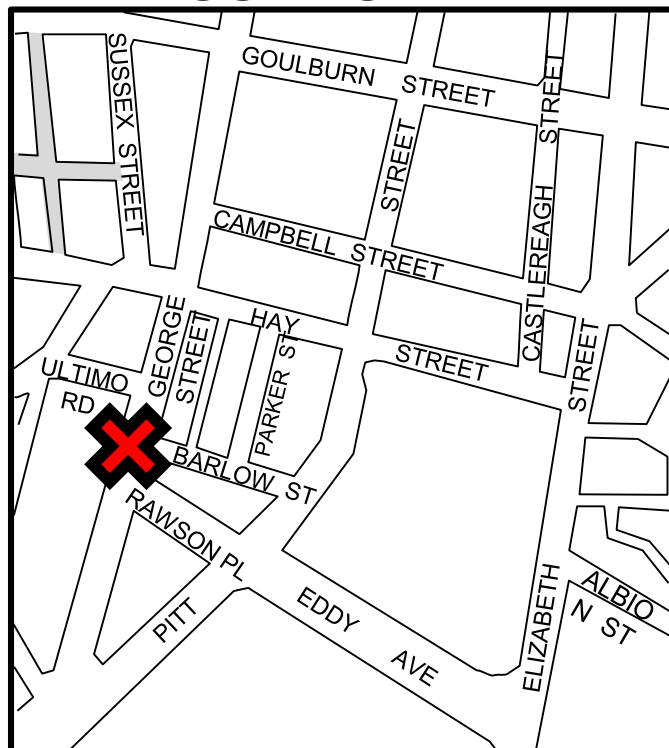 GOULBURN STREET
SUSSEX STREET
STREET
STREET
CAMPBELL STREET
CASTLEREAGH
GEORGE
STREET
HAY
STREET
PARKER ST
STREET
ULTIMO
RD
BARLOW ST
RAWSON PL
PITT
EDDY AVE
ELIZABETH
ALBIO
N ST